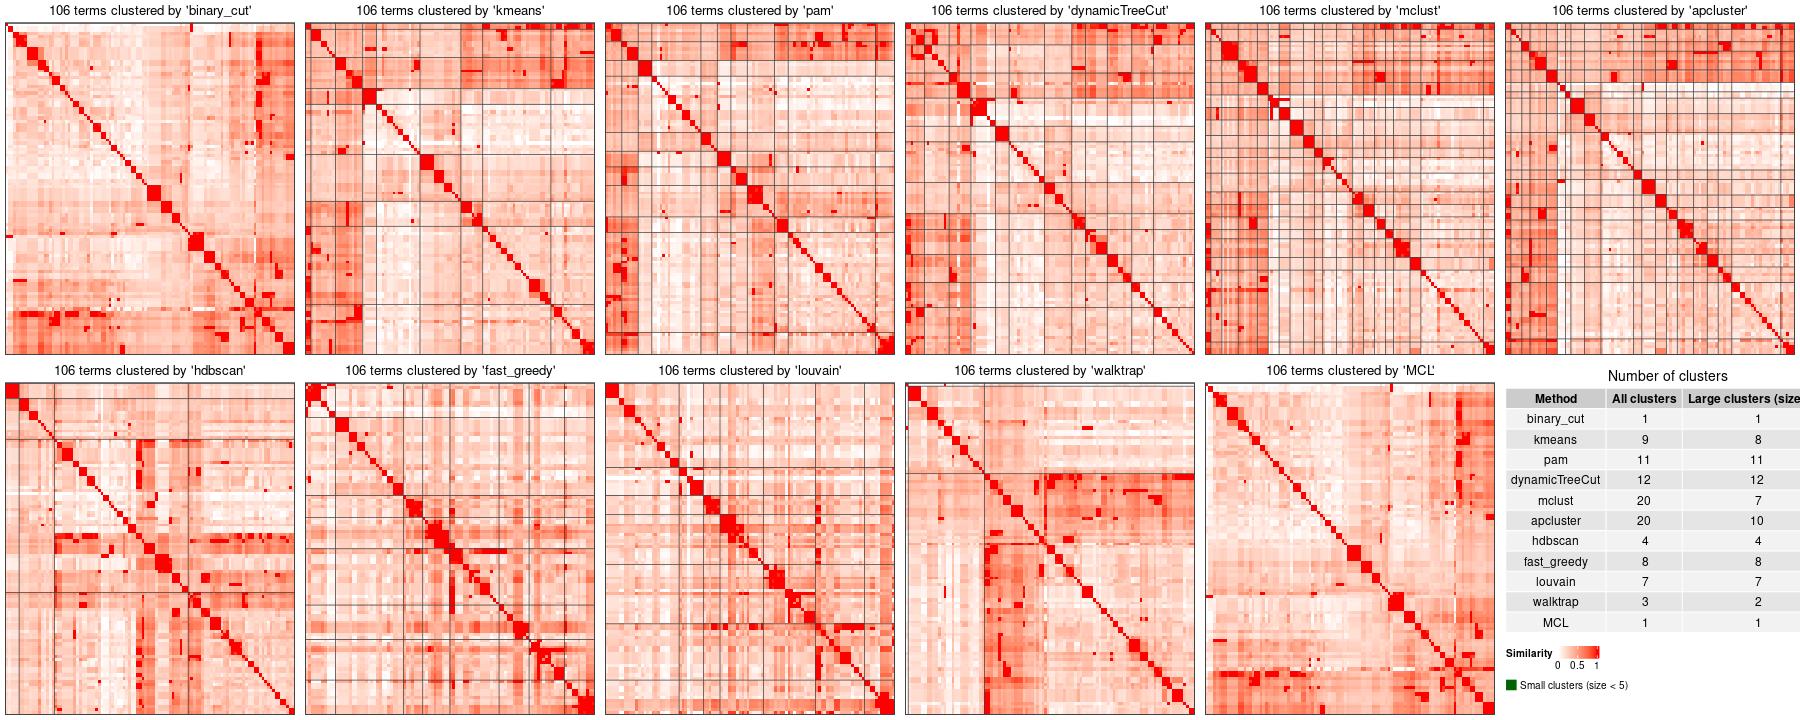 106 terms clustered by 'binary_cut'
106 terms clustered by 'kmeans'
106 terms clustered by 'pam'
106 terms clustered by 'dynamicTreeCut'
106 terms clustered by 'mclust'
106 terms clustered by 'apcluster'
106 terms clustered by 'hdbscan'
106 terms clustered by 'fast_greedy'
106 terms clustered by 'louvain'
106 terms clustered by 'walktrap'
106 terms clustered by 'MCL'
Number of clusters
Method All clusters Large clusters (size
binary_cut 1 1
kmeans 9 8
pam 11 11
dynamicTreeCut 12 12
mclust 20 7
apcluster 20 10
hdbscan 4 4
fast_greedy 8 8
louvain 7 7
walktrap 3 2
MCL 1 1
Similarity
0 0.5 1
Small clusters (size < 5)